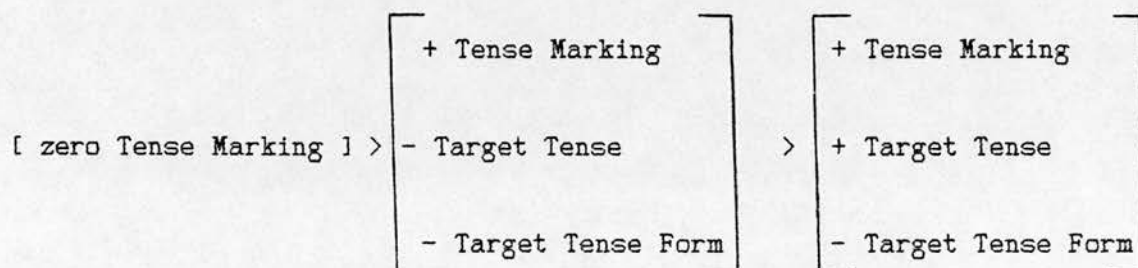 + Tense Marking + Tense Marking
[ zero Tense Marking ] > - Target Tense > + Target Tense
- Target Tense Form - Target Tense Form